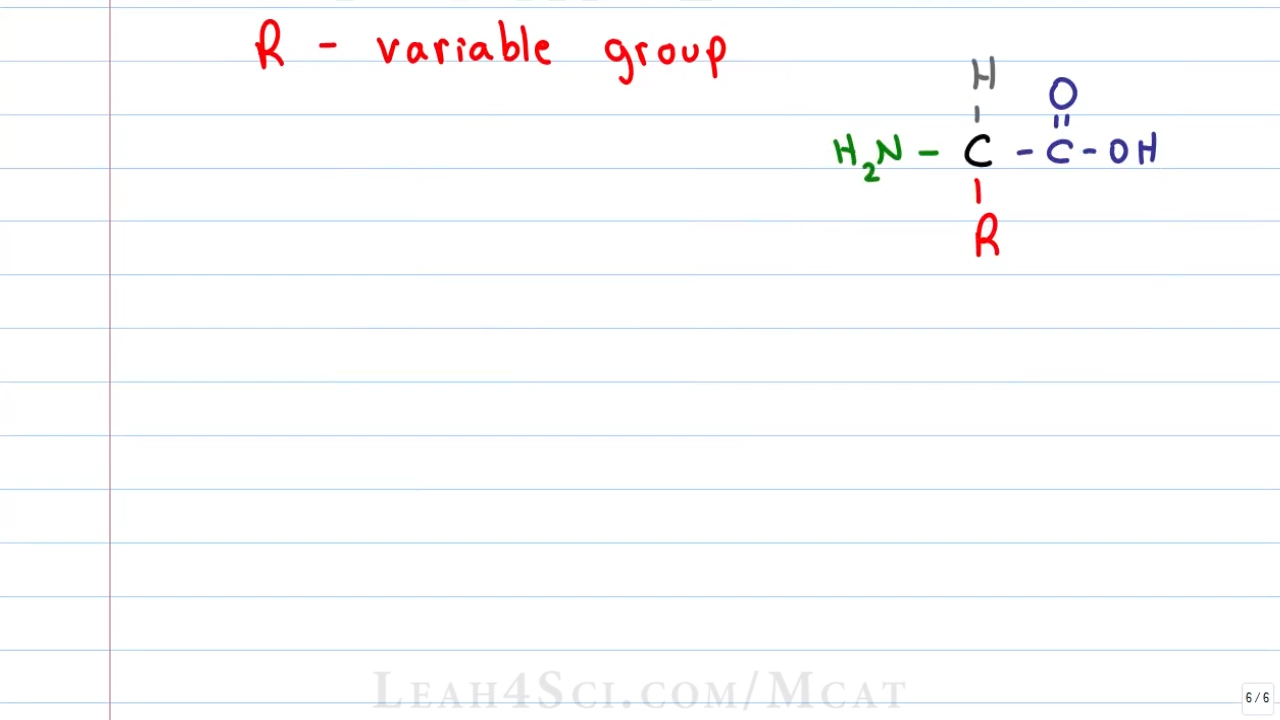 R - variable group
H
O
H2N - C - C - OH
R
Leah4Sci.com/Mcat
6/6